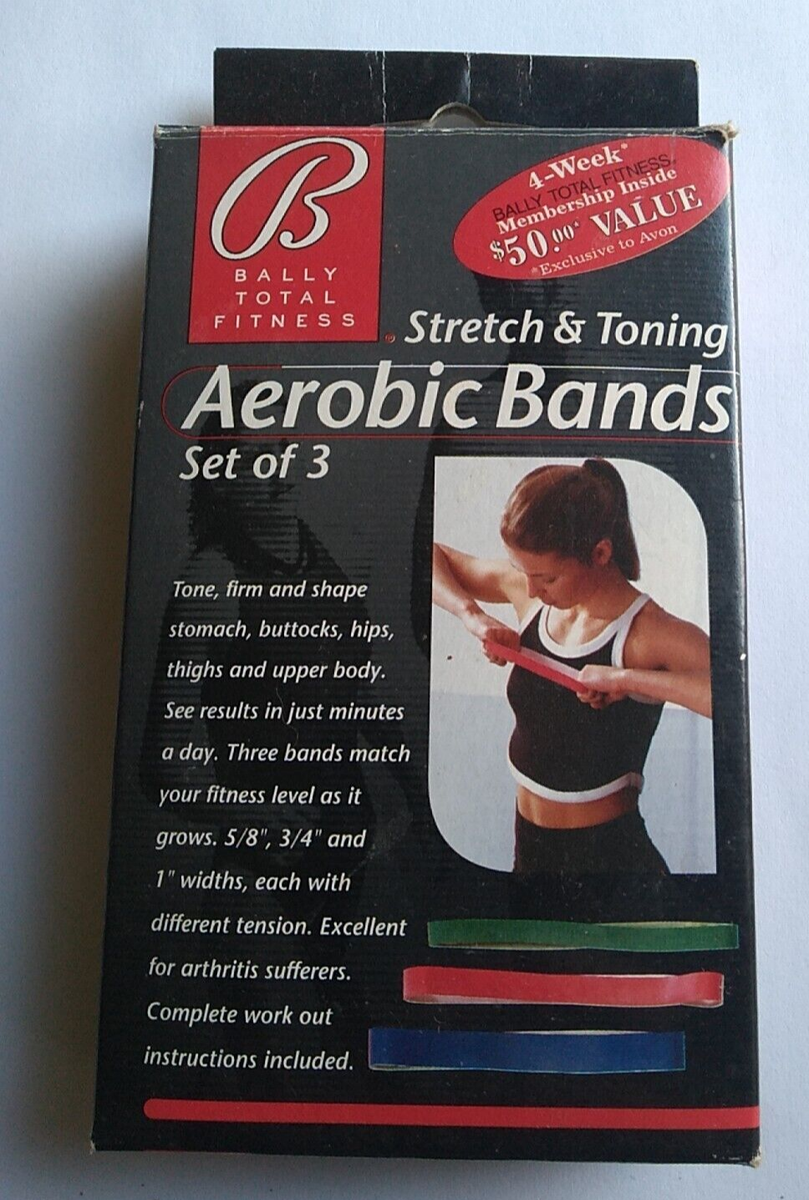 B
BALLY
TOTAL
FITNESS®
4-Week*
BALLY TOTAL FITNESS®
Membership Inside
$50.00* VALUE
*Exclusive to Avon
Stretch & Toning
Aerobic Bands
Set of 3
Tone, firm and shape
stomach, buttocks, hips,
thighs and upper body.
See results in just minutes
a day. Three bands match
your fitness level as it
grows. 5/8", 3/4" and
1" widths, each with
different tension. Excellent
for arthritis sufferers.
Complete work out
instructions included.